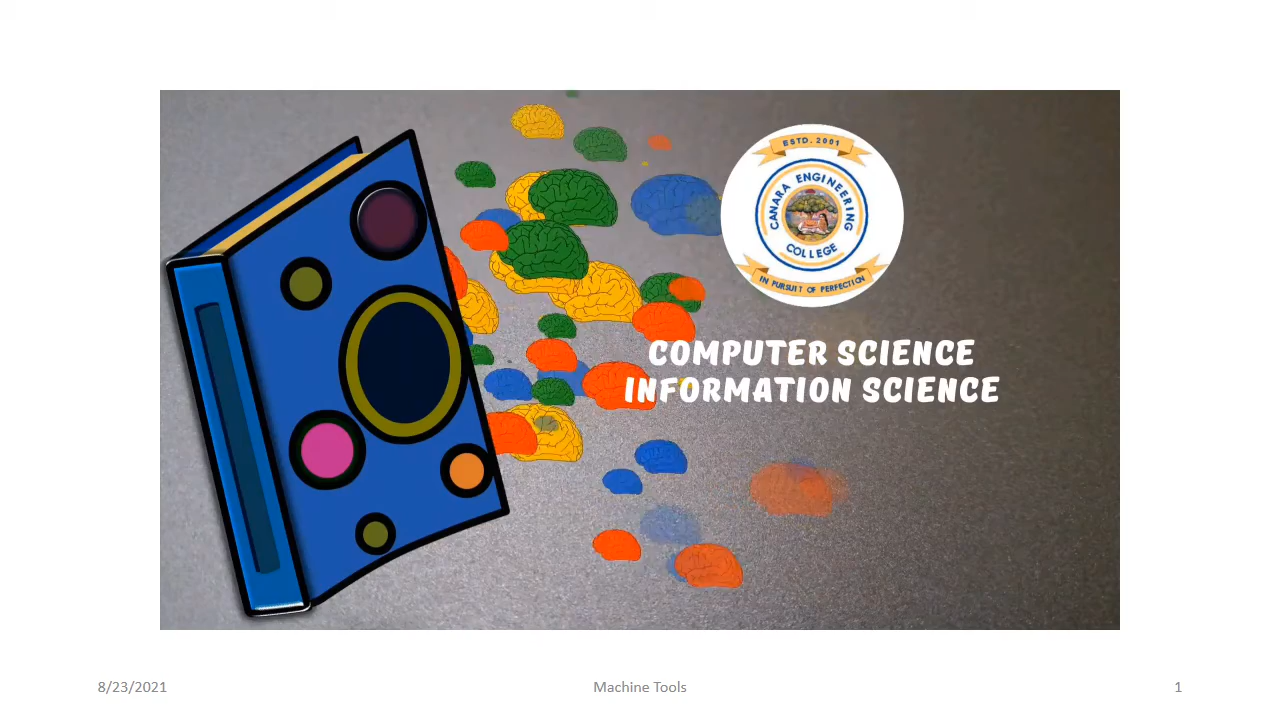 ESTD. 2001
CANARA ENGINEERING
COLLEGE
IN PURSUIT OF PERFECTION
COMPUTER SCIENCE
INFORMATION SCIENCE
8/23/2021
Machine Tools
1